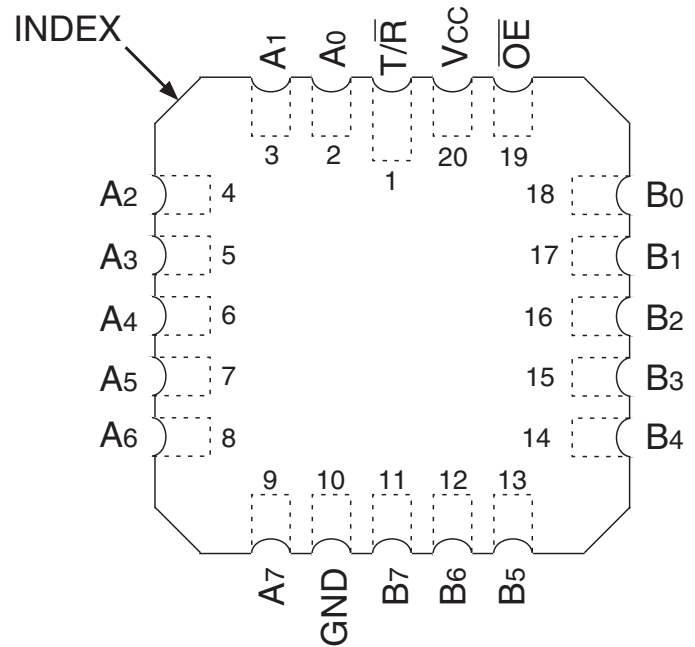 INDEX
A1 A0 T/R̅ VCC O̅E̅
3 2 1 20 19
A2 4 18 B0
A3 5 17 B1
A4 6 16 B2
A5 7 15 B3
A6 8 14 B4
9 10 11 12 13
A7 GND B7 B6 B5